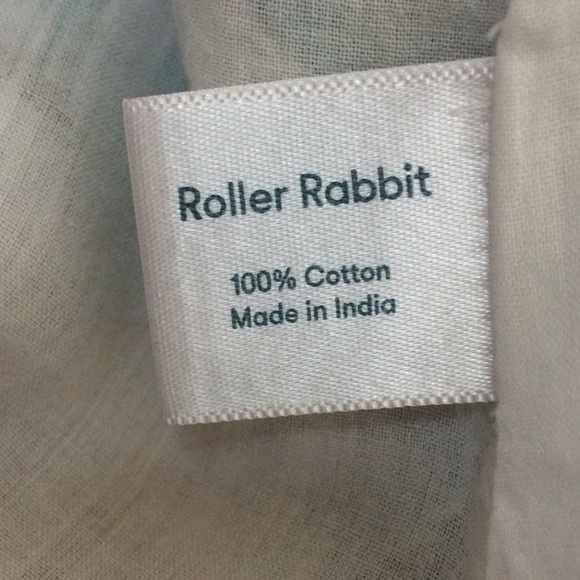 Roller Rabbit
100% Cotton
Made in India